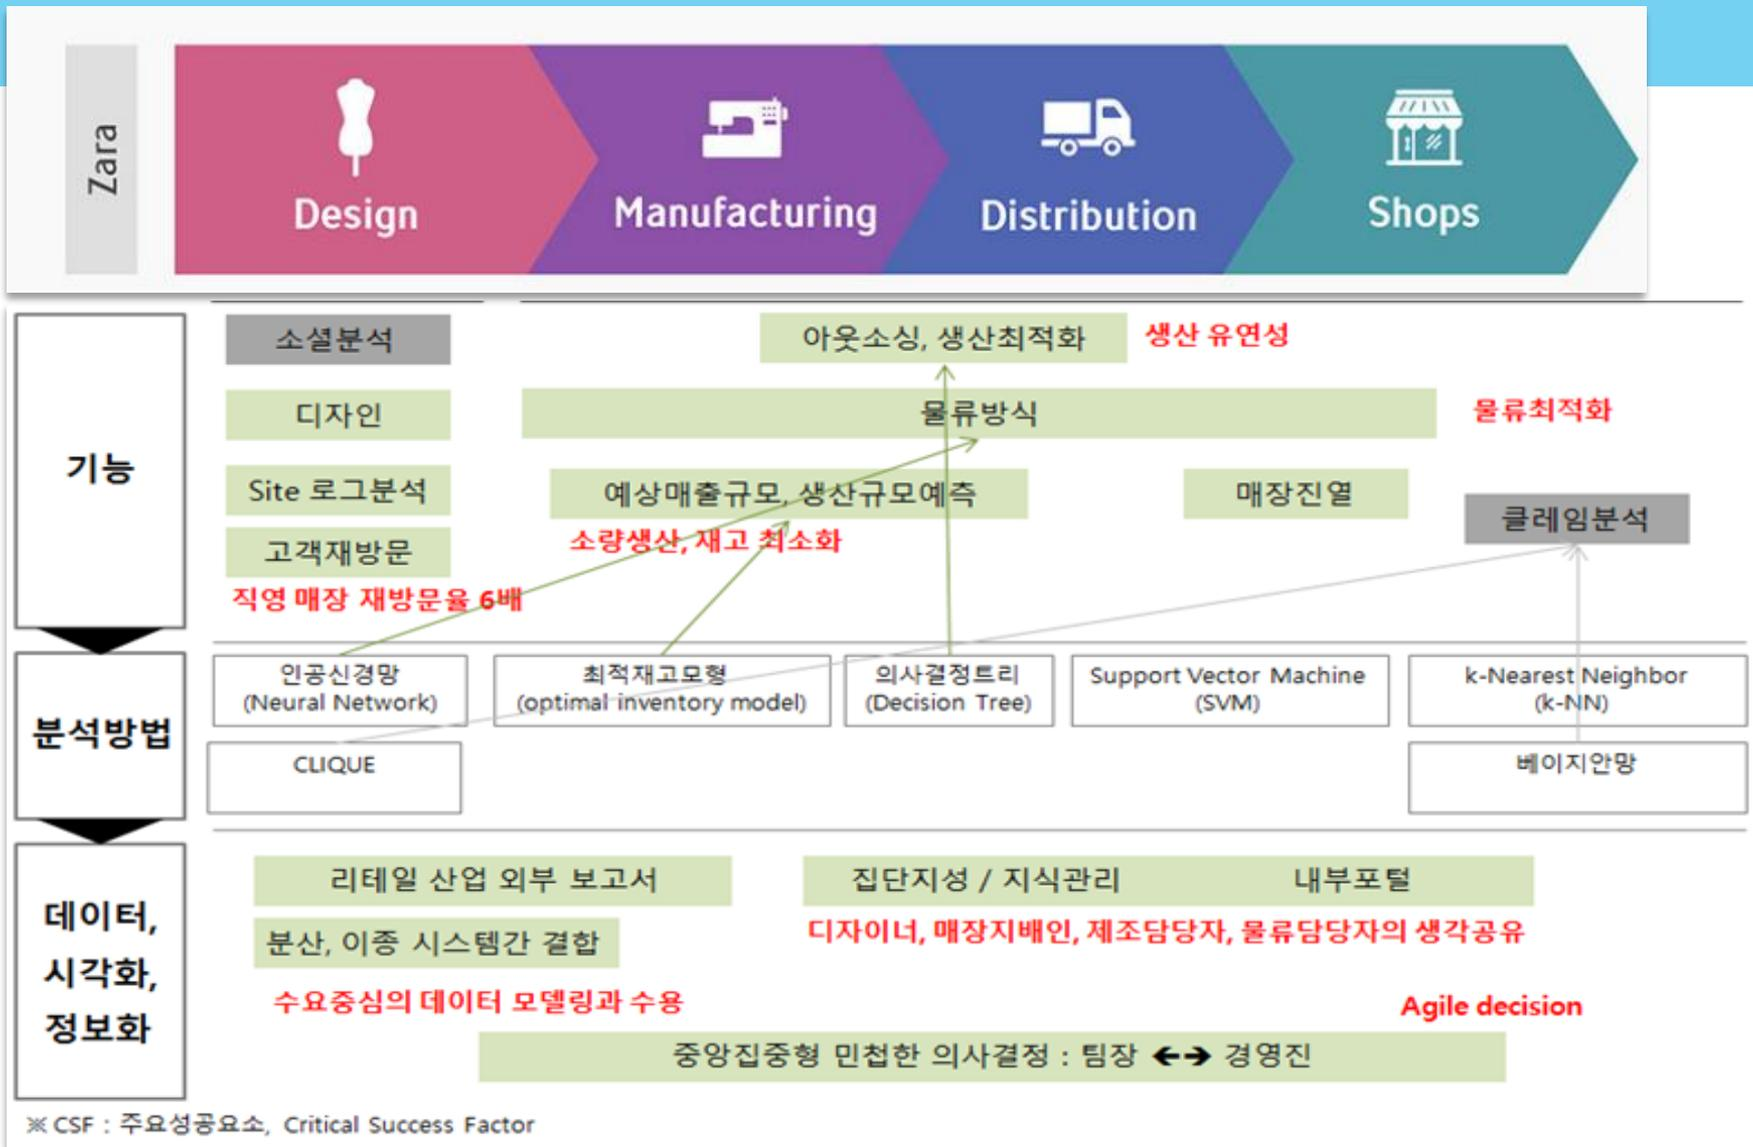 Zara
Design
Manufacturing
Distribution
Shops
기능
소셜분석
아웃소싱, 생산최적화
생산 유연성
디자인
물류방식
물류최적화
Site 로그분석
예상매출규모, 생산규모예측
매장진열
클레임분석
고객재방문
소량생산, 재고 최소화
직영 매장 재방문율 6배
분석방법
인공신경망
(Neural Network)
최적재고모형
(optimal inventory model)
의사결정트리
(Decision Tree)
Support Vector Machine
(SVM)
k-Nearest Neighbor
(k-NN)
CLIQUE
베이지안망
데이터,
시각화,
정보화
리테일 산업 외부 보고서
집단지성 / 지식관리
내부포털
분산, 이종 시스템간 결합
디자이너, 매장지배인, 제조담당자, 물류담당자의 생각공유
수요중심의 데이터 모델링과 수용
Agile decision
중앙집중형 민첩한 의사결정 : 팀장 ←→ 경영진
※ CSF : 주요성공요소, Critical Success Factor